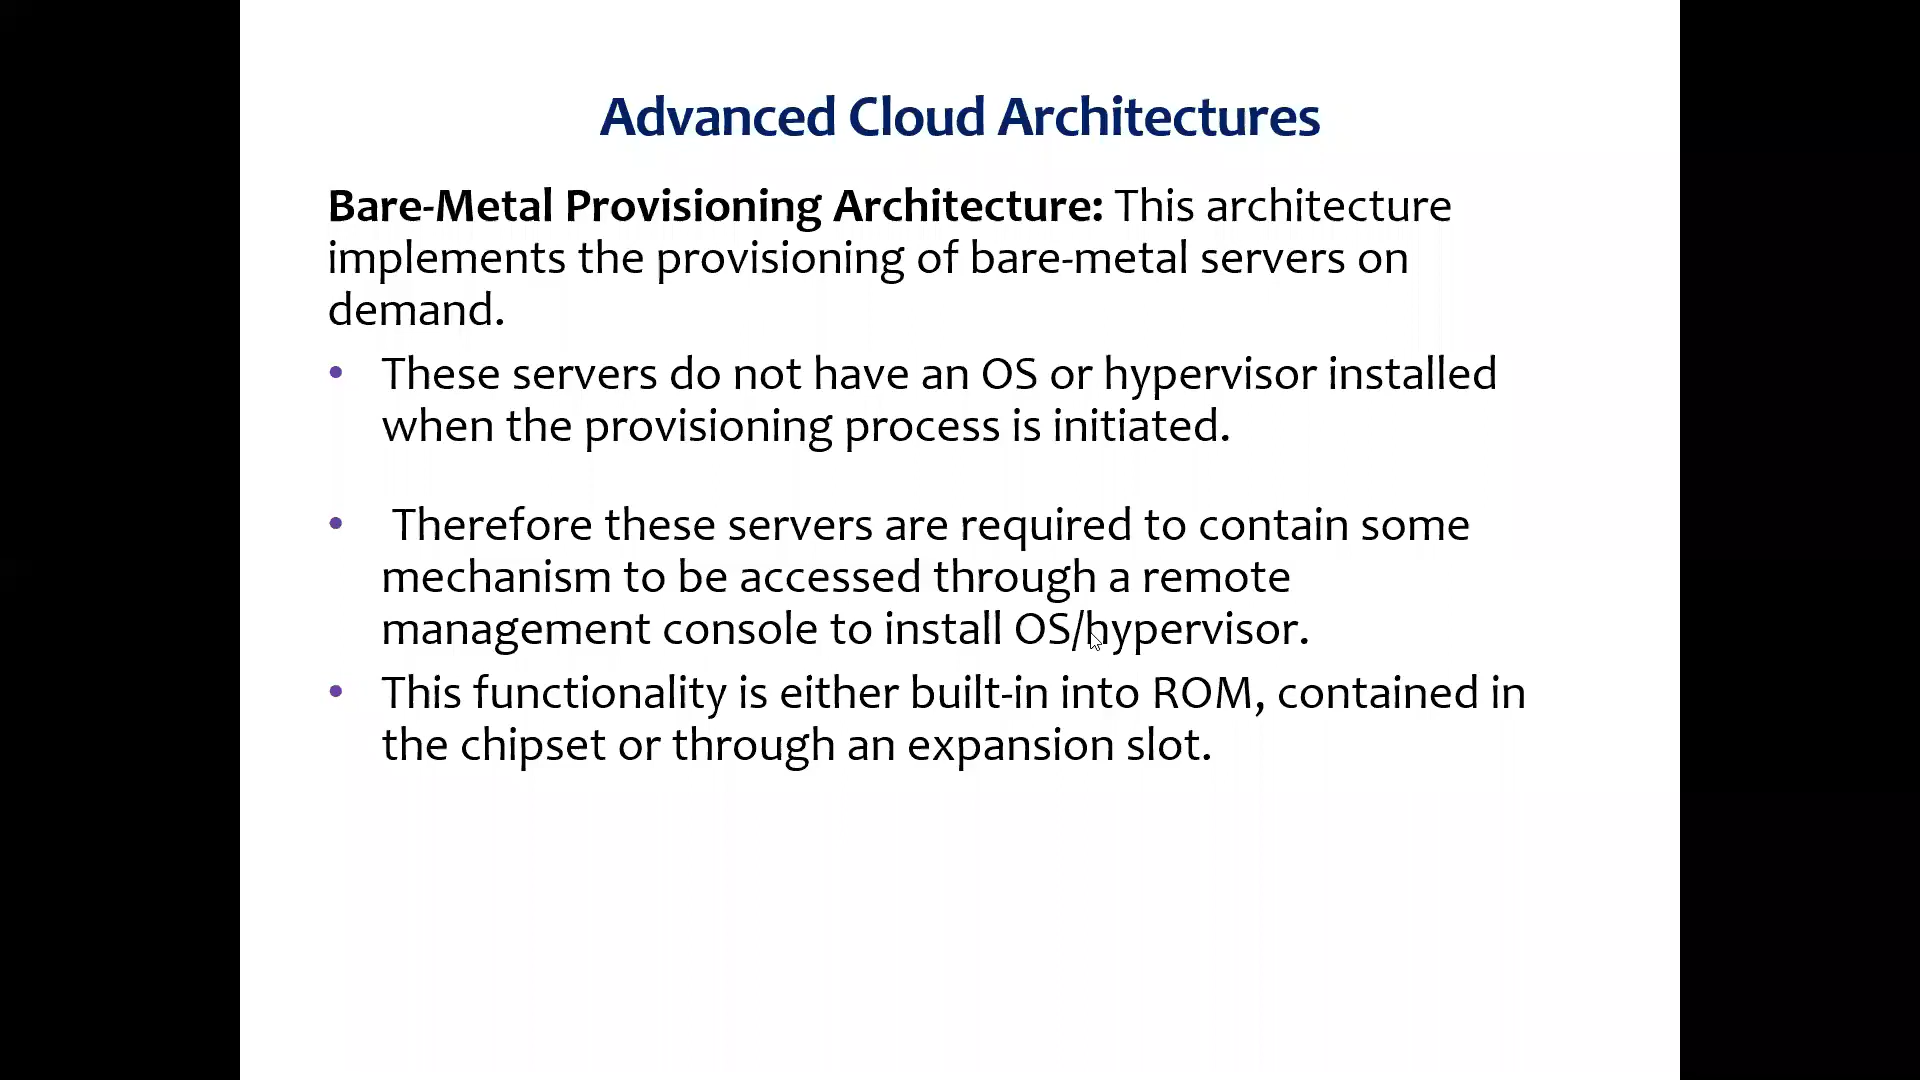 Advanced Cloud Architectures
Bare-Metal Provisioning Architecture: This architecture
implements the provisioning of bare-metal servers on
demand.
• These servers do not have an OS or hypervisor installed
when the provisioning process is initiated.
• Therefore these servers are required to contain some
mechanism to be accessed through a remote
management console to install OS/hypervisor.
• This functionality is either built-in into ROM, contained in
the chipset or through an expansion slot.